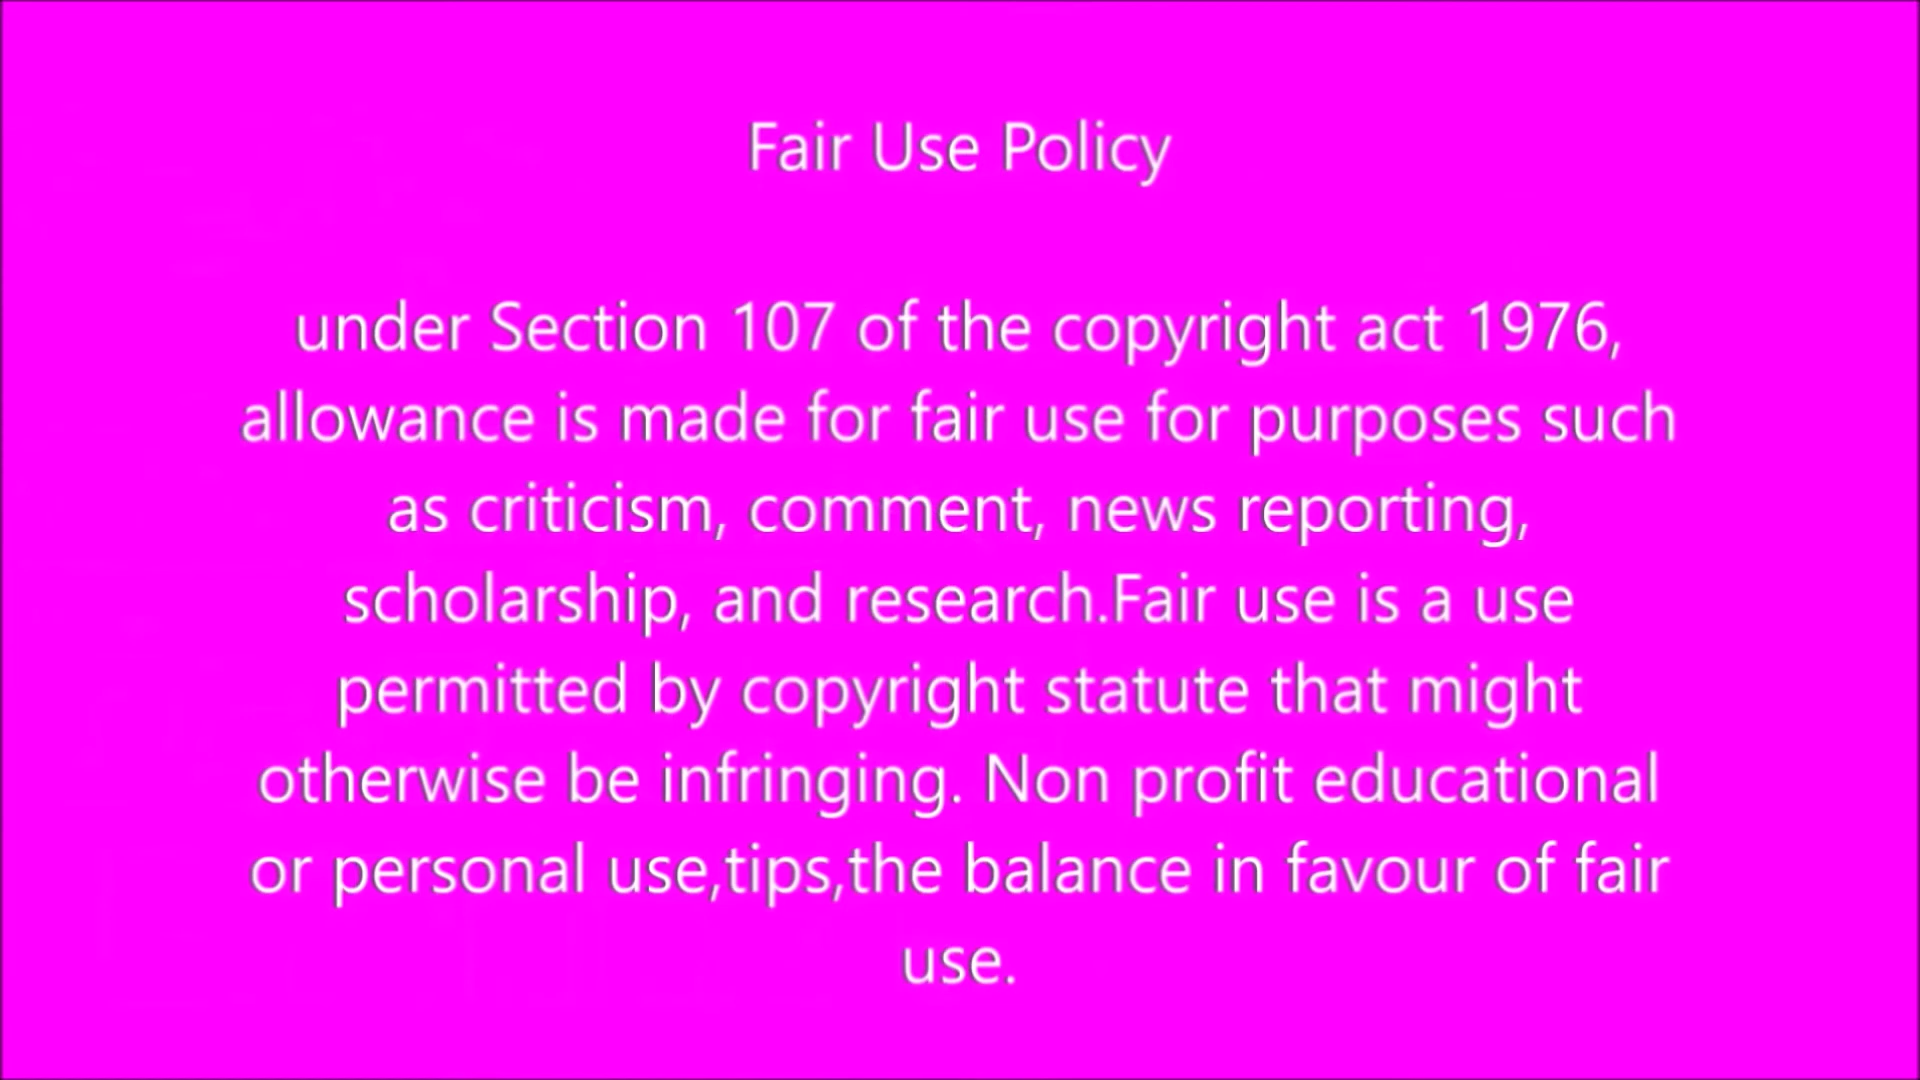 Fair Use Policy
under Section 107 of the copyright act 1976,
allowance is made for fair use for purposes such
as criticism, comment, news reporting,
scholarship, and research.Fair use is a use
permitted by copyright statute that might
otherwise be infringing. Non profit educational
or personal use,tips,the balance in favour of fair
use.